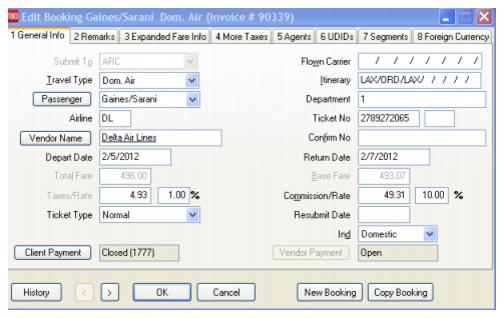 TBO Edit Booking Gaines/Sarani Dom. Air (Invoice # 90339)
1 General Info 2 Remarks 3 Expanded Fare Info 4 More Taxes 5 Agents 6 UDIDs 7 Segments 8 Foreign Currency
Submit To ARC Flown Carrier / / / / / / /
Travel Type Dom. Air Itinerary LAX/ORD/LAX/ / / / /
Passenger Gaines/Sarani Department 1
Airline DL Ticket No 2789272065
Vendor Name Delta Air Lines Confirm No
Depart Date 2/5/2012 Return Date 2/7/2012
Total Fare 498.00 Base Fare 493.07
Taxes/Rate 4.93 1.00 % Commission/Rate 49.31 10.00 %
Ticket Type Normal Resubmit Date
Ind Domestic
Client Payment Closed (1777) Vendor Payment Open
History < > OK Cancel New Booking Copy Booking